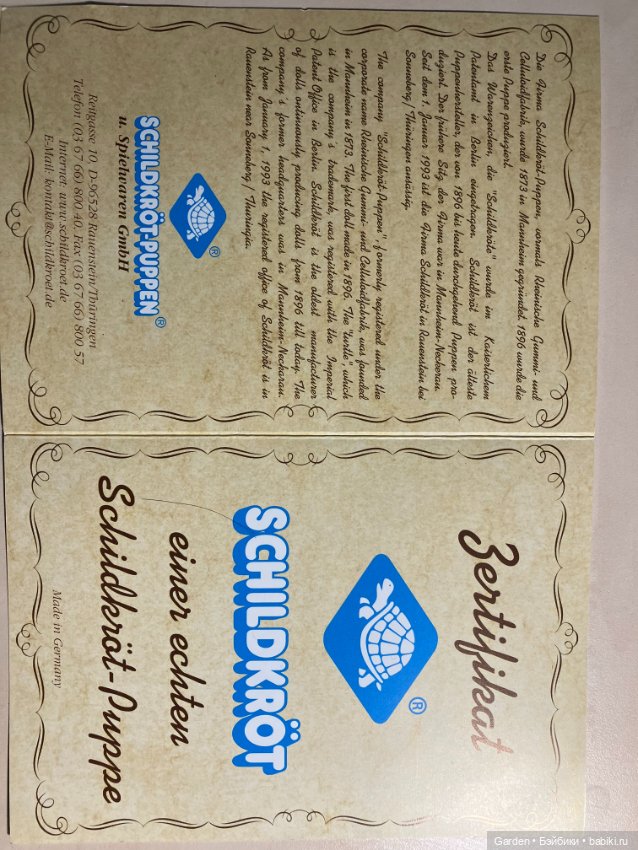 Die Firma Schildkröt-Puppen, vormals Rheinische Gummi- und
Celluloidfabrik, wurde 1873 in Mannheim gegründet. 1896 wurde die
erste Puppe produziert.
Das Warenzeichen, die "Schildkröt" wurde im Kaiserlichem
Patentamt in Berlin eingetragen. Schildkröt ist der älteste
Puppenhersteller, der von 1896 bis heute durchgehend Puppen pro-
duziert. Der frühere Sitz der Firma war in Mannheim-Neckarau.
Seit dem 1. Januar 1993 ist die Firma Schildkröt in Rauenstein bei
Sonneberg/Thüringen ansässig.
The company "Schildkröt-Puppen", formerly registered under the
corporate name Rheinische Gummi- und Celluloidfabrik, was founded
in Mannheim in 1873. The first doll made in 1896. The "turtle", which
is the company's trademark, was registered with the Imperial
Patent Office in Berlin. Schildkröt is the oldest manufacturer
of dolls ontinuously producing dolls from 1896 till today. The
company's former headquarters was in Mannheim-Neckarau.
As from January 1, 1993 the registered office of Schildkröt is in
Rauenstein near Sonneberg/Thuringia.
®
SCHILDKRÖT-PUPPEN®
u. Spielwaren GmbH
Reitgasse 10, D-96528 Rauenstein/Thüringen
Telefon (03 67 66) 800 40, Fax (03 67 66) 800 57
Internet: www.schildkroet.de
E-Mail: kontakt@schildkroet.de
Zertifikat
®
SCHILDKRÖT
einer echten
Schildkröt-Puppe
Made in Germany
Garden • Бэйбики • babiki.ru